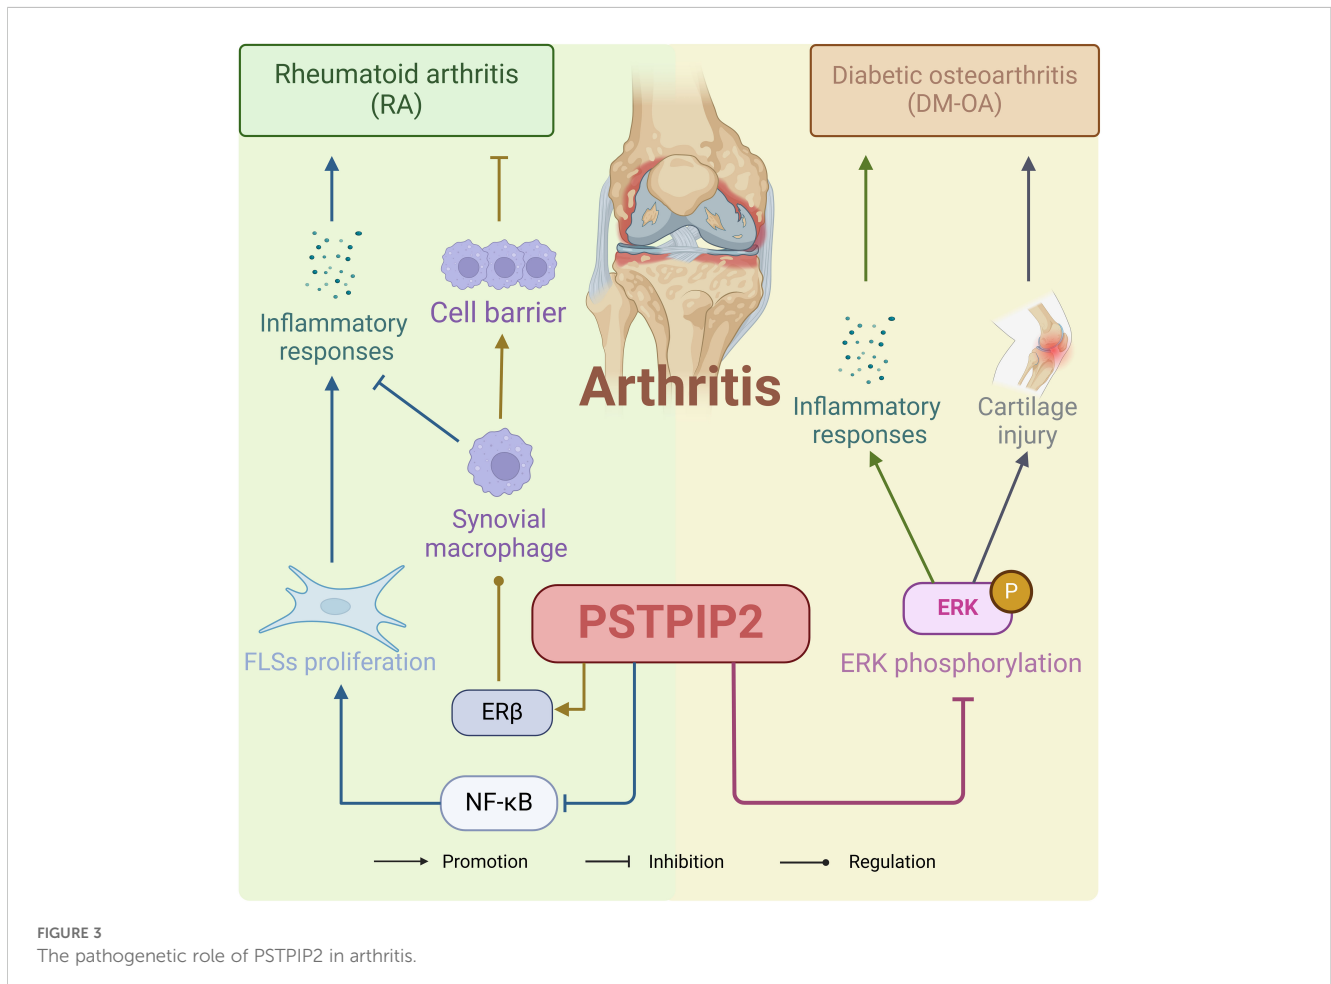 Rheumatoid arthritis
(RA)
Diabetic osteoarthritis
(DM-OA)
Inflammatory
responses
Cell barrier
Arthritis
Inflammatory
responses
Cartilage
injury
Synovial
macrophage
FLSs proliferation
PSTPIP2
ERK
P
ERK phosphorylation
ERβ
NF-κB
Promotion
Inhibition
Regulation
FIGURE 3
The pathogenetic role of PSTPIP2 in arthritis.